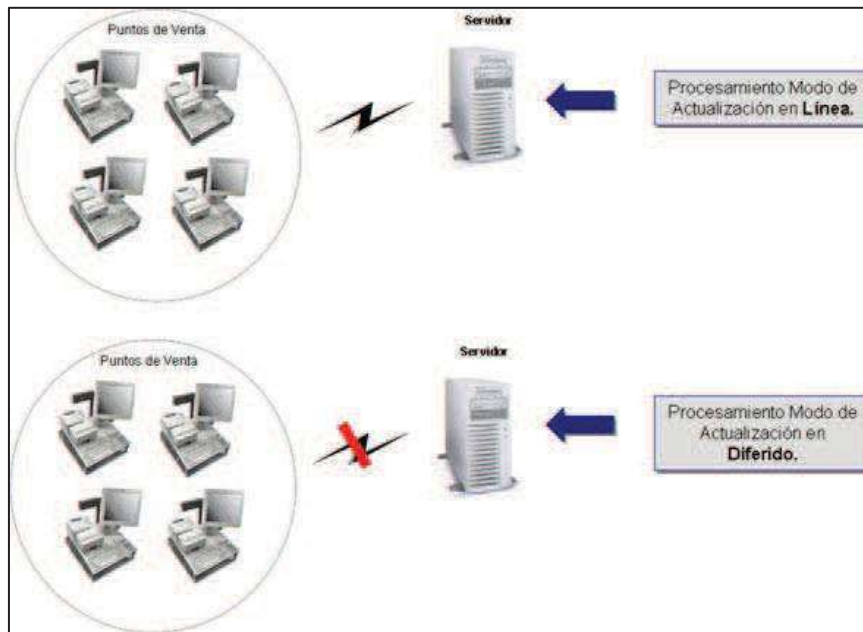 Puntos de Venta
Servidor
Procesamiento Modo de
Actualización en Línea.
Puntos de Venta
Servidor
Procesamiento Modo de
Actualización en
Diferido.